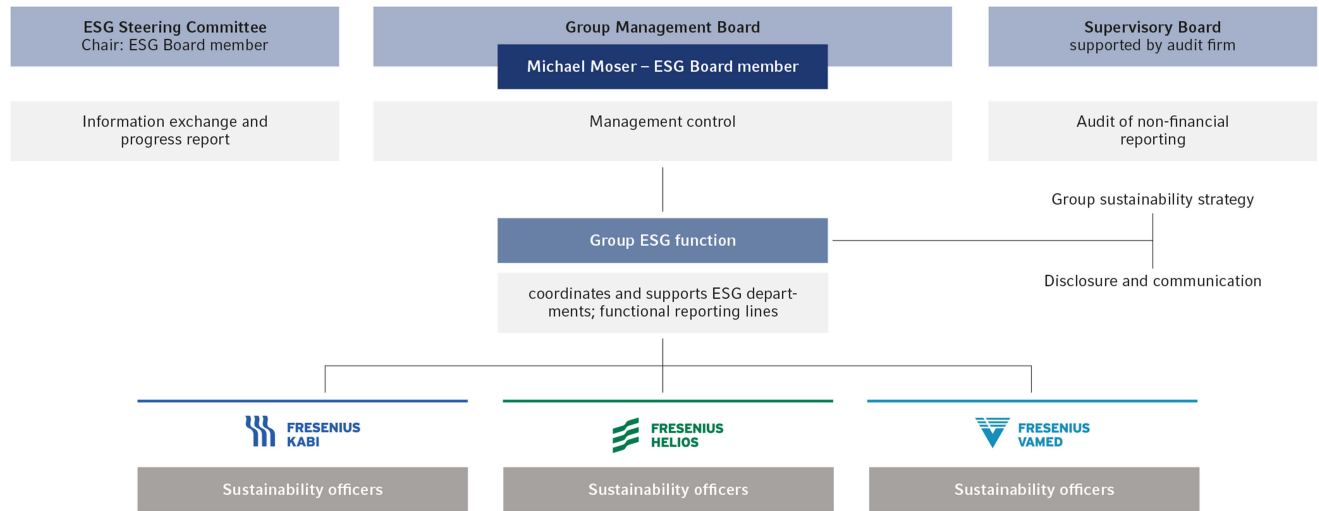 ESG Steering Committee
Chair: ESG Board member
Group Management Board
Michael Moser – ESG Board member
Supervisory Board
supported by audit firm
Information exchange and
progress report
Management control
Audit of non-financial
reporting
Group sustainability strategy
Group ESG function
Disclosure and communication
coordinates and supports ESG depart-
ments; functional reporting lines
FRESENIUS
KABI
FRESENIUS
HELIOS
FRESENIUS
VAMED
Sustainability officers
Sustainability officers
Sustainability officers